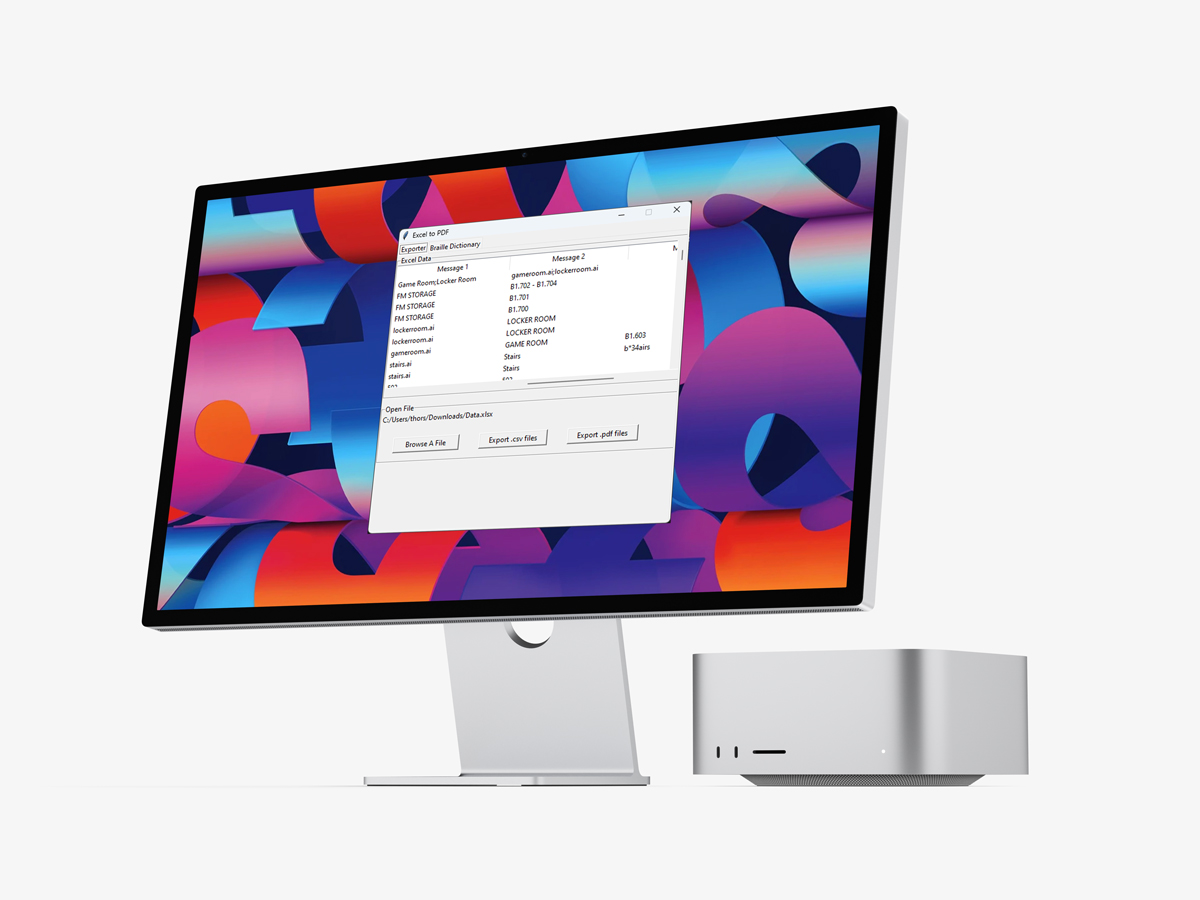 Excel to PDF
Exporter Braille Dictionary
Excel Data
Message 1 Message 2
Game Room;Locker Room gameroom.ai;lockerroom.ai
FM STORAGE B1.702 - B1.704
FM STORAGE B1.701
FM STORAGE B1.700
lockerroom.ai LOCKER ROOM
lockerroom.ai LOCKER ROOM
gameroom.ai GAME ROOM B1.603
stairs.ai Stairs b"34airs
stairs.ai Stairs
Open File
C:/Users/thors/Downloads/Data.xlsx
Browse A File Export .csv files Export .pdf files